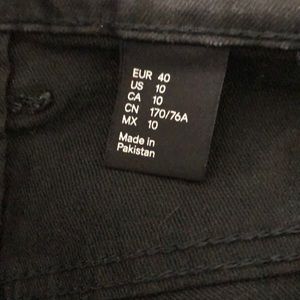 EUR 40
US 10
CA 10
CN 170/76A
MX 10
Made in
Pakistan